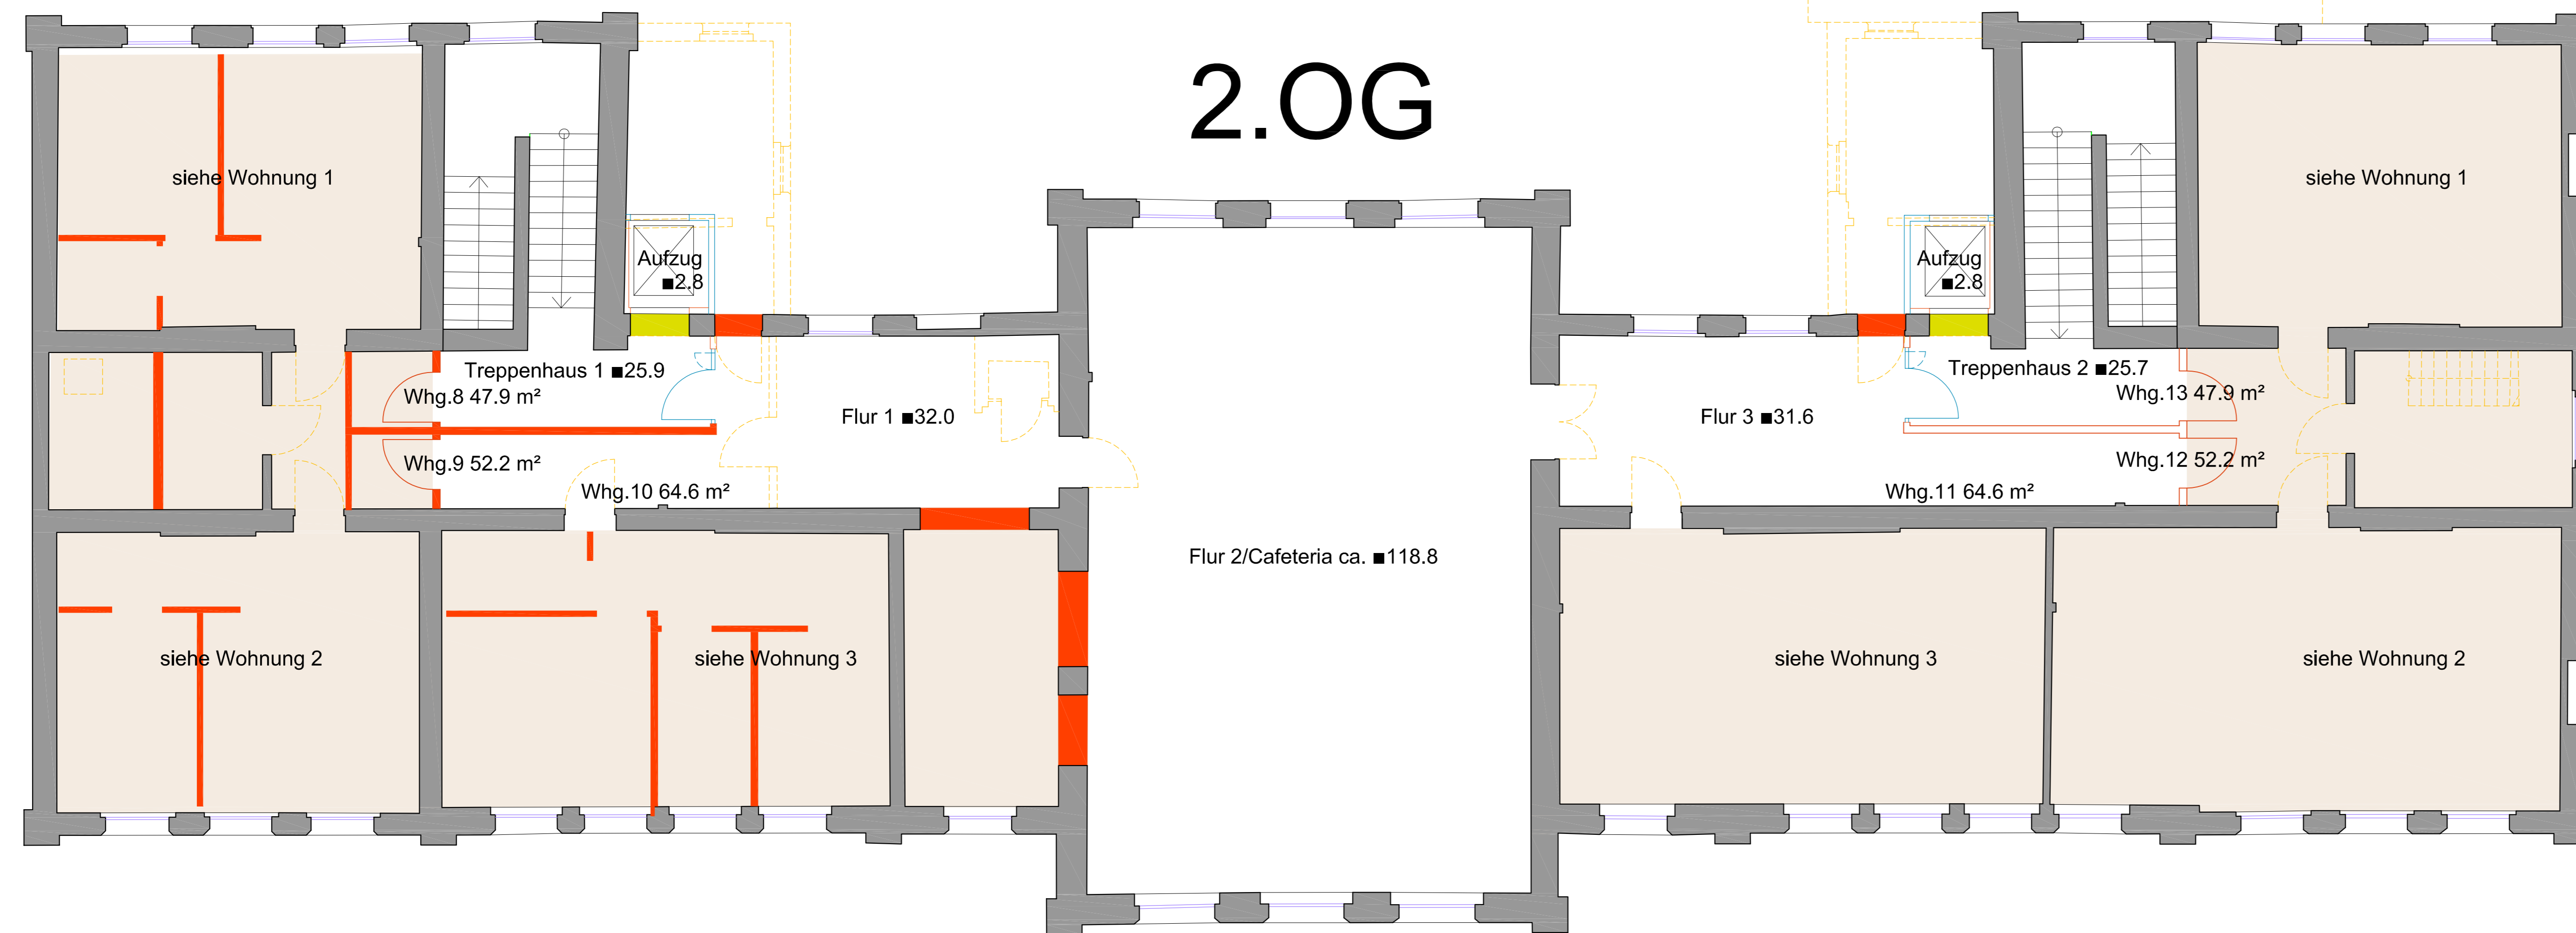 2.OG
siehe Wohnung 1
siehe Wohnung 1
Aufzug
■2.8
Aufzug
■2.8
Treppenhaus 1 ■25.9
Whg.8 47.9 m²
Treppenhaus 2 ■25.7
Whg.13 47.9 m²
Flur 1 ■32.0
Flur 3 ■31.6
Whg.9 52.2 m²
Whg.12 52.2 m²
Whg.10 64.6 m²
Whg.11 64.6 m²
Flur 2/Cafeteria ca. ■118.8
siehe Wohnung 2
siehe Wohnung 3
siehe Wohnung 3
siehe Wohnung 2